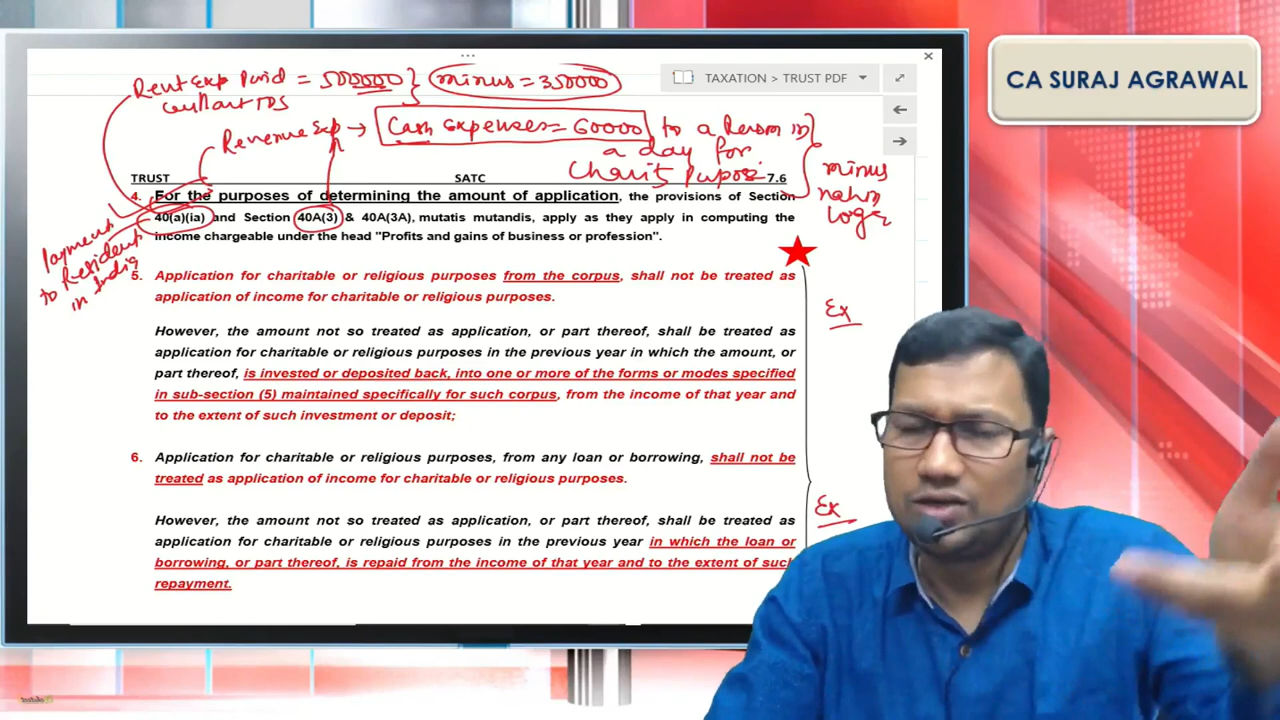 Rent Exp Paid = 5000000 } minus = 350000
without TDS
TAXATION > TRUST PDF
CA SURAJ AGRAWAL
Revenue Exp → Cash expenses = 60000 to a Person in
a day for
Charit Purpose
minus
nahin
loge
TRUST SATC 7.6
4. For the purposes of determining the amount of application, the provisions of Section
40(a)(ia) and Section 40A(3) & 40A(3A), mutatis mutandis, apply as they apply in computing the
income chargeable under the head "Profits and gains of business or profession".
Payment
to Resident
in India
5. Application for charitable or religious purposes from the corpus, shall not be treated as
application of income for charitable or religious purposes.
Ex
However, the amount not so treated as application, or part thereof, shall be treated as
application for charitable or religious purposes in the previous year in which the amount, or
part thereof, is invested or deposited back, into one or more of the forms or modes specified
in sub-section (5) maintained specifically for such corpus, from the income of that year and
to the extent of such investment or deposit;
6. Application for charitable or religious purposes, from any loan or borrowing, shall not be
treated as application of income for charitable or religious purposes.
Ex
However, the amount not so treated as application, or part thereof, shall be treated as
application for charitable or religious purposes in the previous year in which the loan or
borrowing, or part thereof, is repaid from the income of that year and to the extent of such
repayment.